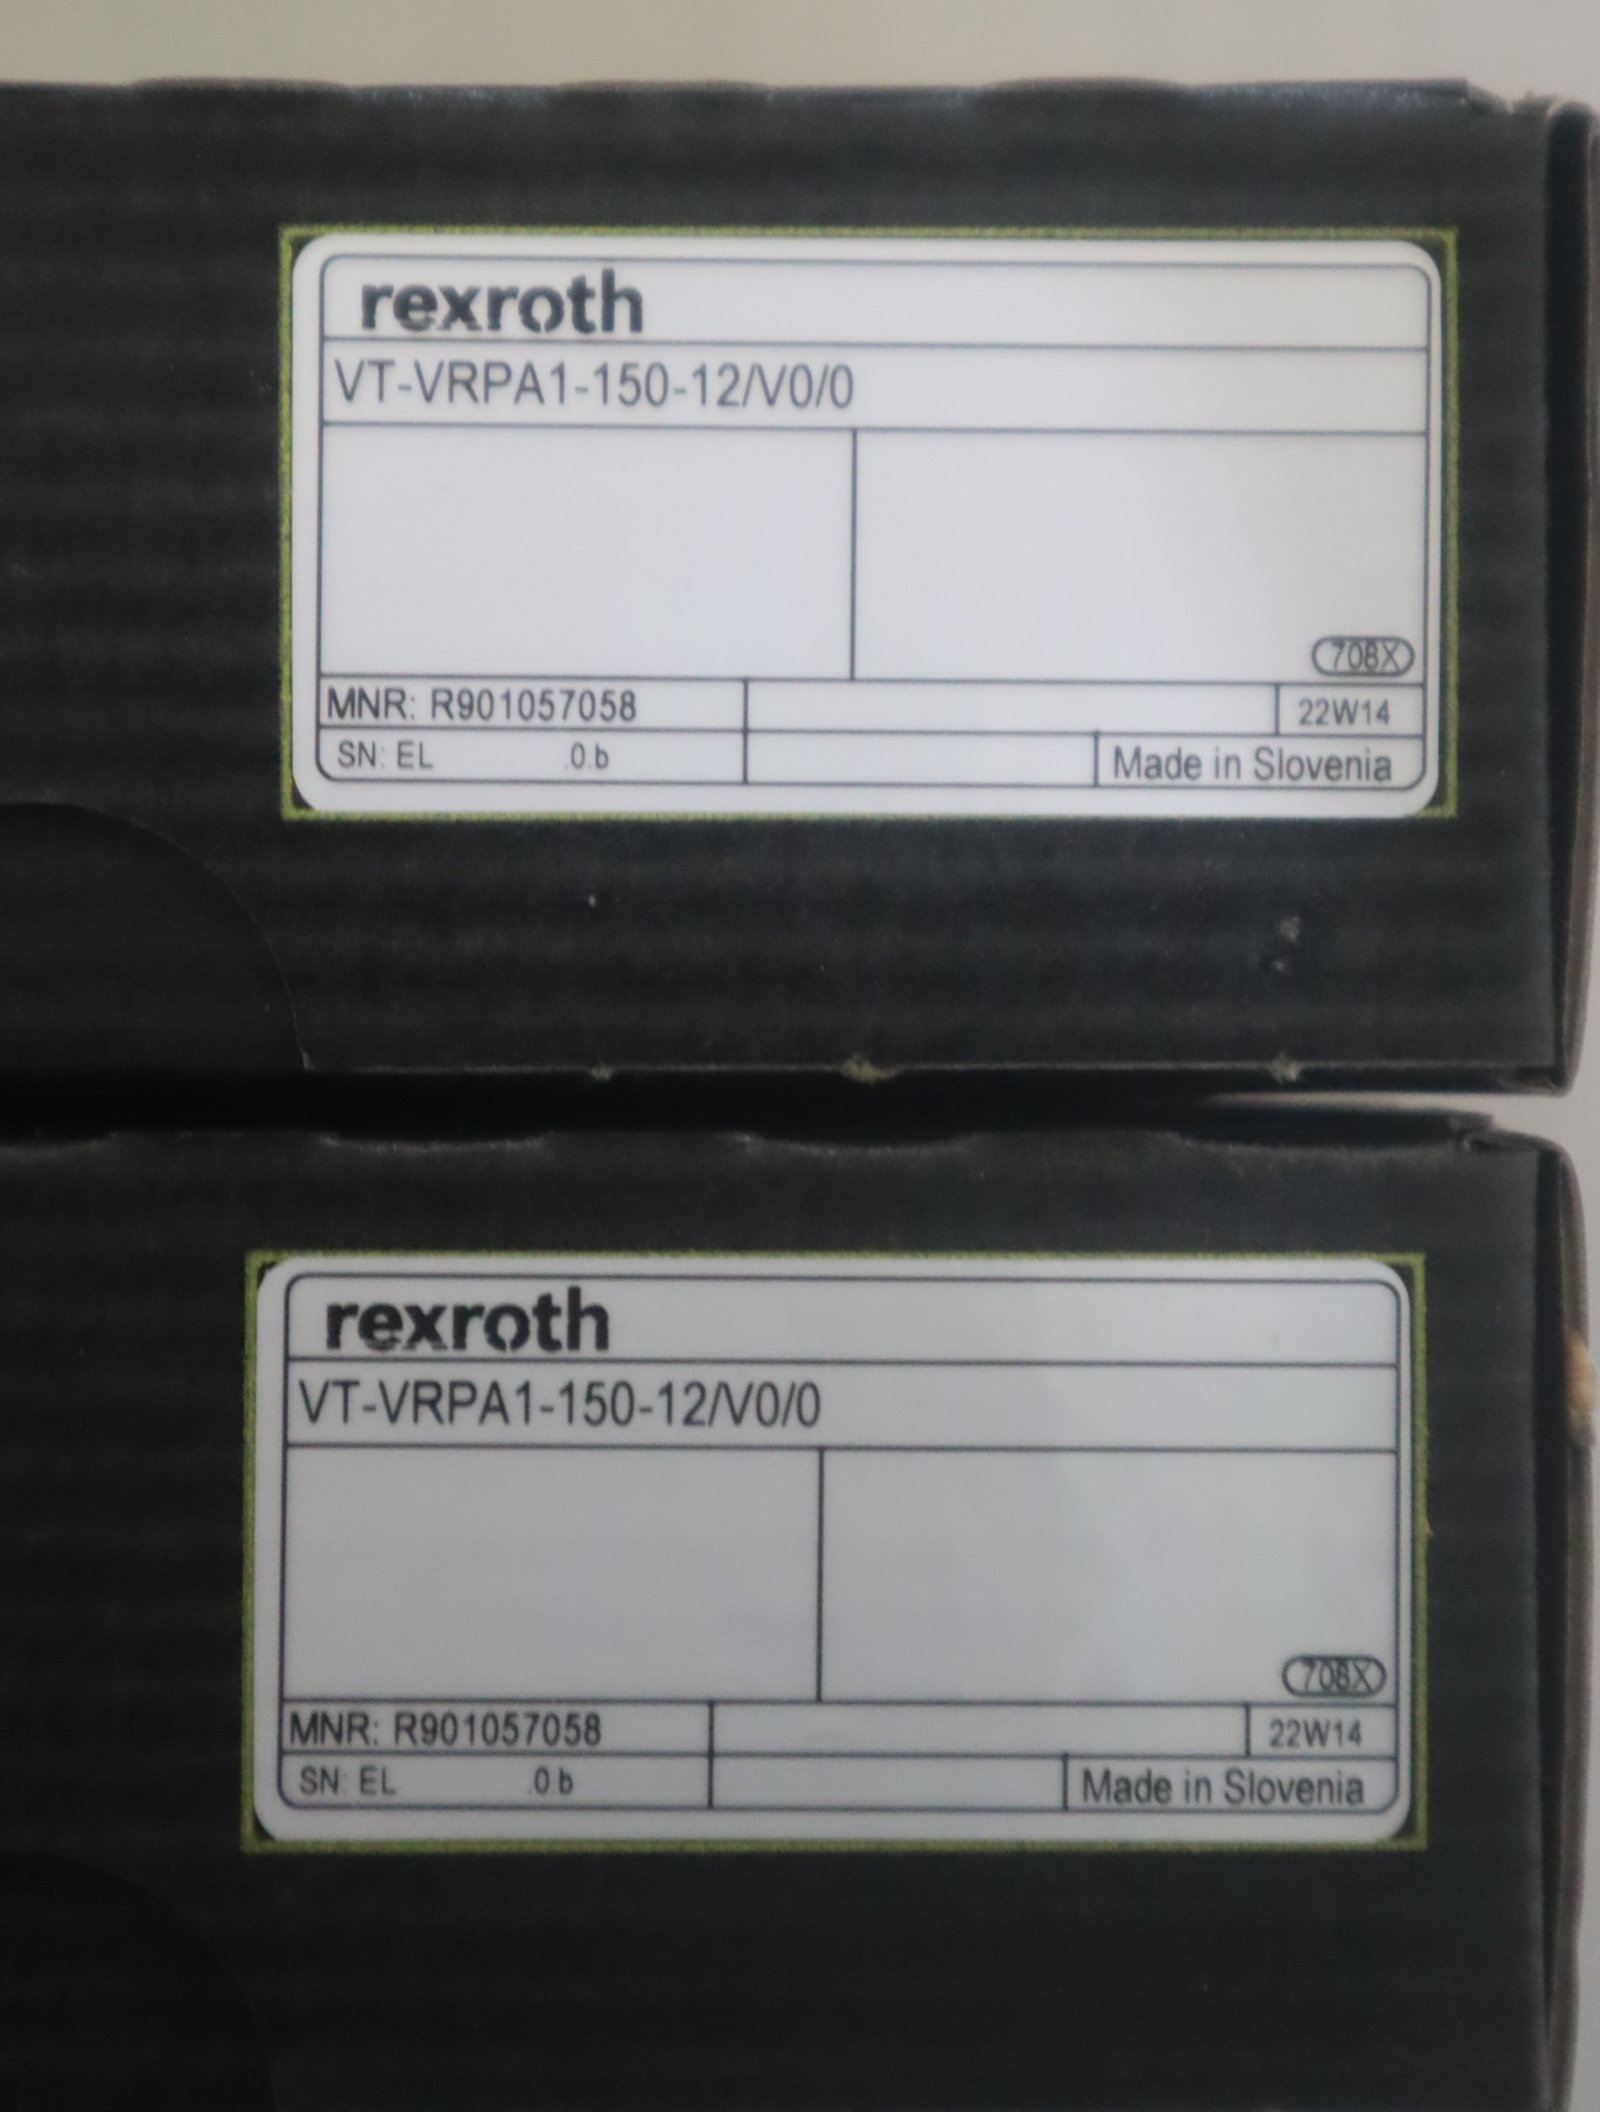 rexroth
VT-VRPA1-150-12/V0/0
708X
MNR: R901057058
22W14
SN: EL .0.b
Made in Slovenia
rexroth
VT-VRPA1-150-12/V0/0
708X
MNR: R901057058
22W14
SN: EL .0.b
Made in Slovenia